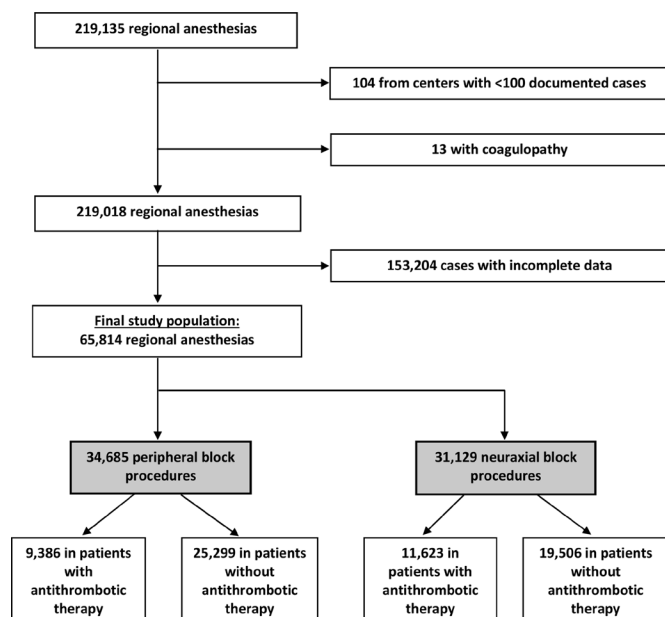 219,135 regional anesthesias
104 from centers with <100 documented cases
13 with coagulopathy
219,018 regional anesthesias
153,204 cases with incomplete data
Final study population:
65,814 regional anesthesias
34,685 peripheral block
procedures
31,129 neuraxial block
procedures
9,386 in patients
with
antithrombotic
therapy
25,299 in patients
without
antithrombotic
therapy
11,623 in
patients with
antithrombotic
therapy
19,506 in patients
without
antithrombotic
therapy